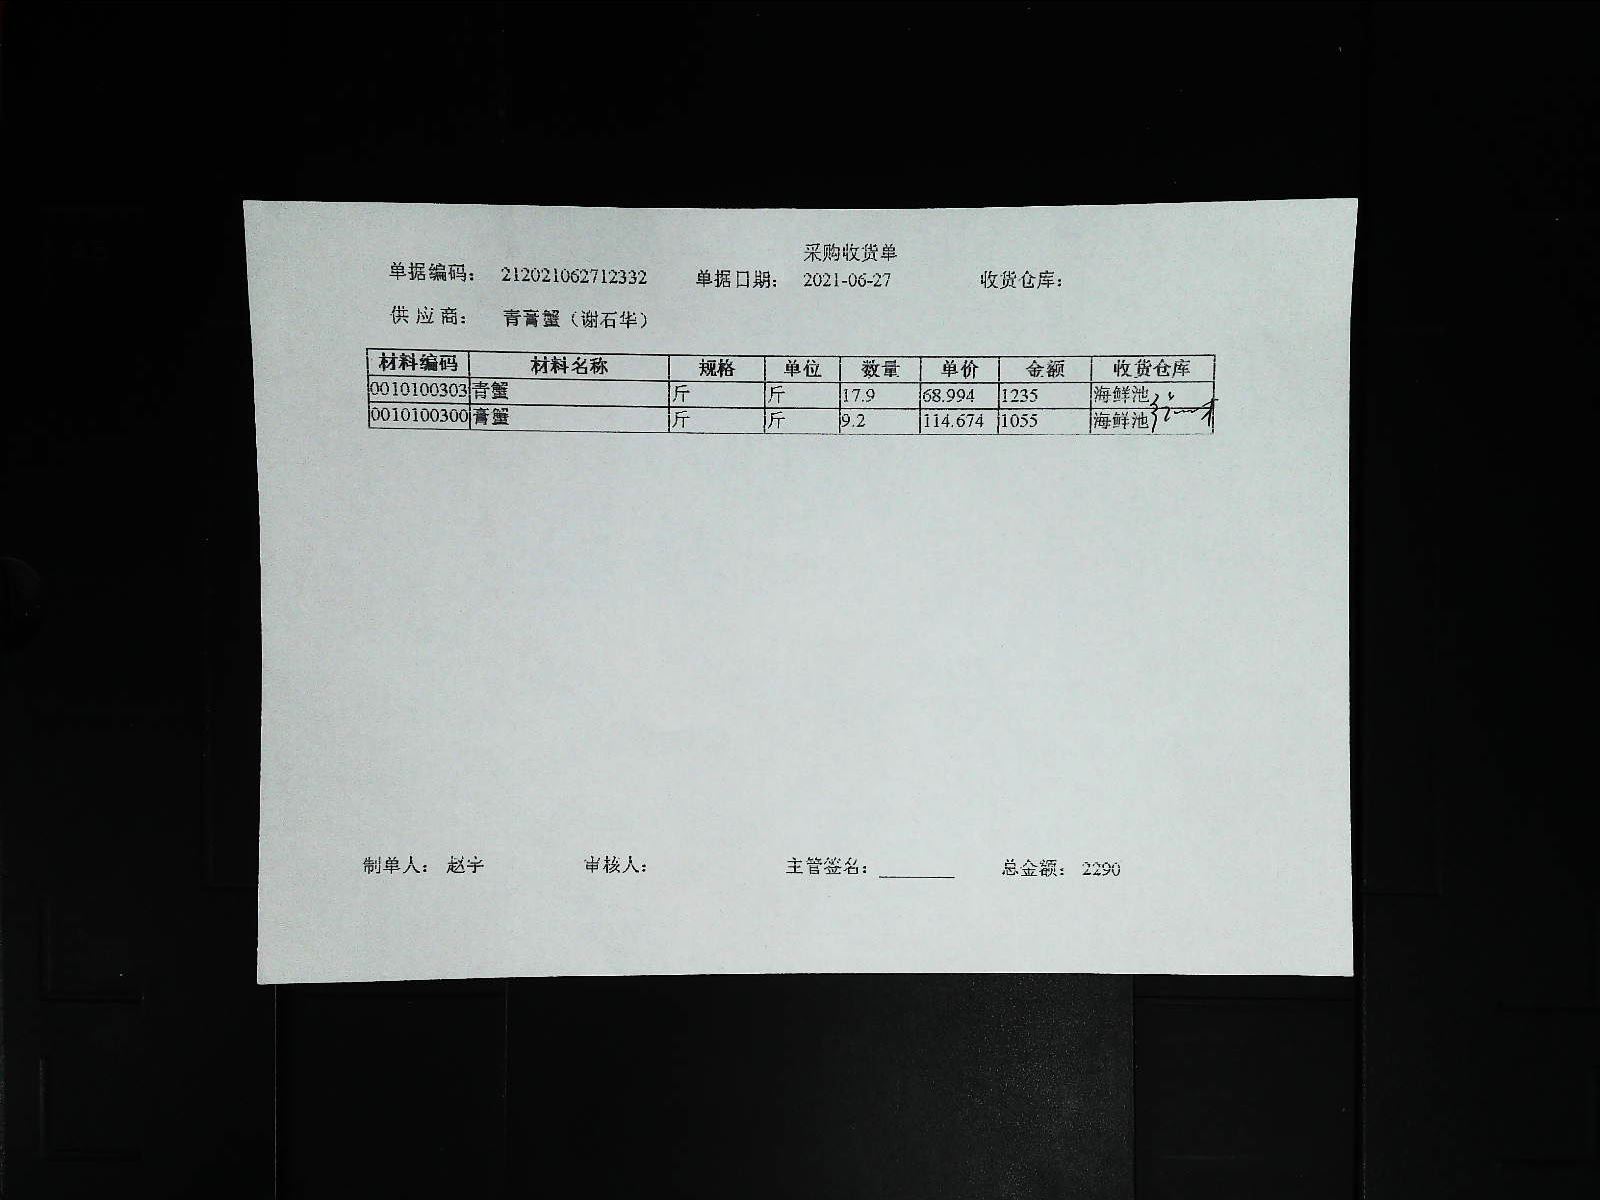 采购收货单
单据编码： 212021062712332 单据日期： 2021-06-27 收货仓库：
供 应 商： 青膏蟹（谢石华）
材料编码 材料名称 规格 单位 数量 单价 金额 收货仓库
0010100303 青蟹 斤 斤 17.9 68.994 1235 海鲜池
0010100300 膏蟹 斤 斤 9.2 114.674 1055 海鲜池
制单人： 赵宇 审核人： 主管签名： 总金额： 2290